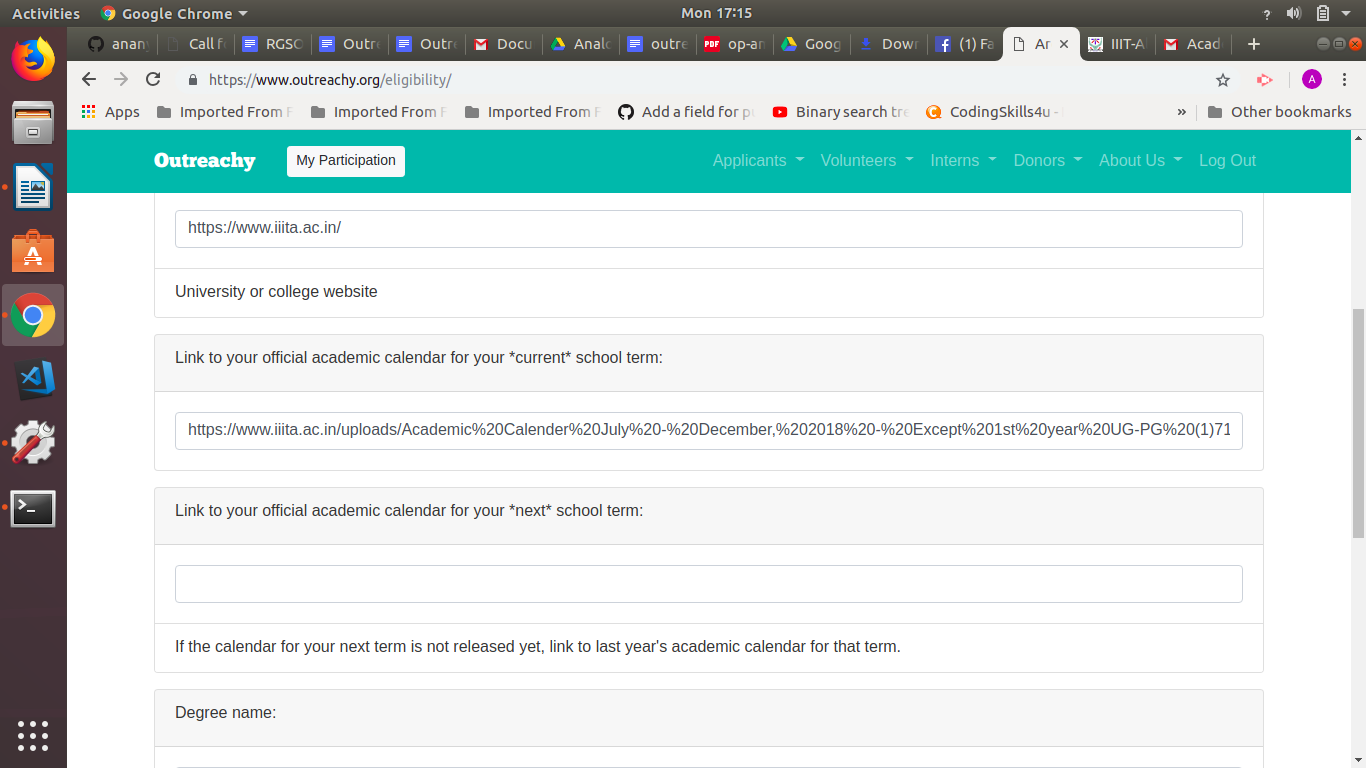 Activities Google Chrome Mon 17:15
anany Call f RGSO Outre Outre Docu Analo outre op-am Goog Down (1) Fa Ar IIIT-Al Acad
https://www.outreachy.org/eligibility/ A
Apps Imported From F Imported From F Imported From F Add a field for p Binary search tre CodingSkills4u - » Other bookmarks
Outreachy My Participation Applicants Volunteers Interns Donors About Us Log Out
https://www.iiita.ac.in/
University or college website
Link to your official academic calendar for your *current* school term:
https://www.iiita.ac.in/uploads/Academic%20Calender%20July%20-%20December,%202018%20-%20Except%201st%20year%20UG-PG%20(1)71
Link to your official academic calendar for your *next* school term:
If the calendar for your next term is not released yet, link to last year's academic calendar for that term.
Degree name: